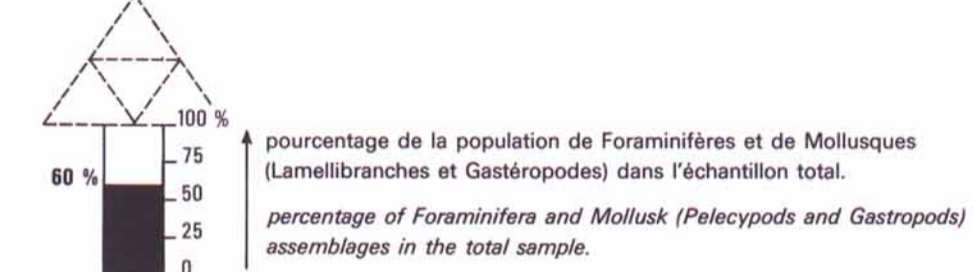 100 %
75
60 %
50
25
0
pourcentage de la population de Foraminifères et de Mollusques
(Lamellibranches et Gastéropodes) dans l'échantillon total.
percentage of Foraminifera and Mollusk (Pelecypods and Gastropods)
assemblages in the total sample.